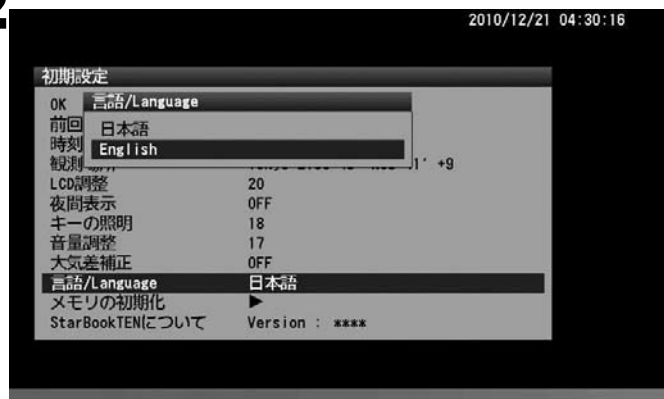 2010/12/21 04:30:16
初期設定
OK
言語/Language
前回
日本語
時刻
English
+9
LCD調整 20
夜間表示 OFF
キーの照明 18
音量調整 17
大気差補正 OFF
言語/Language 日本語
メモリの初期化 ▶
StarBookTENについて Version : ****